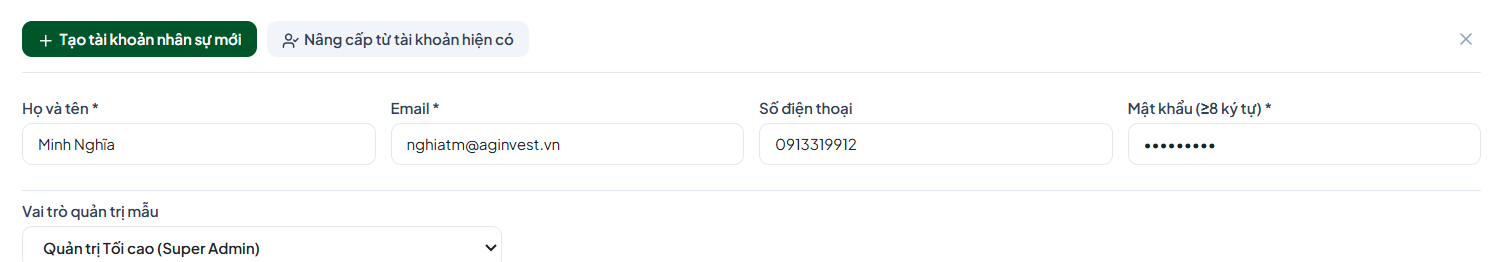 Tạo tài khoản nhân sự mới Nâng cấp từ tài khoản hiện có
Họ và tên * Email * Số điện thoại Mật khẩu (≥8 ký tự) *
Minh Nghĩa nghiatm@aginvest.vn 0913319912 •••••••••
Vai trò quản trị mẫu
Quản trị Tối cao (Super Admin)